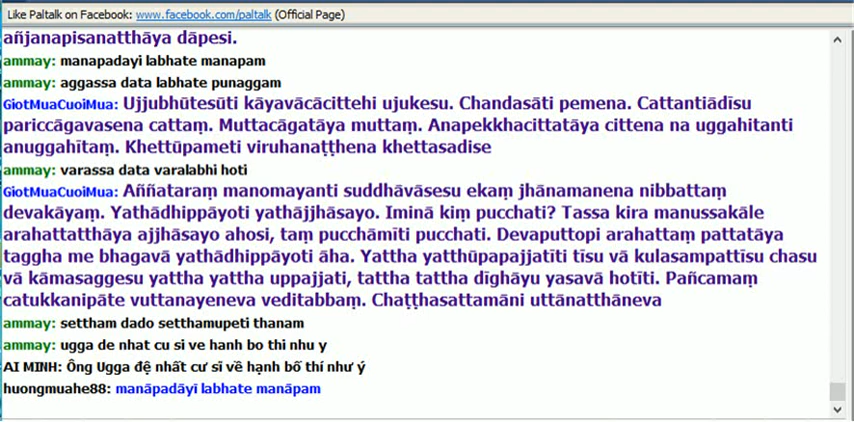 Like Paltalk on Facebook: www.facebook.com/paltalk (Official Page)
añjanapisanatthāya dāpesi.
ammay: manapadayi labhate manapam
ammay: aggassa data labhate punaggam
GiotMuaCuoiMua: Ujjubhūtesūti kāyavācācittehi ujukesu. Chandasāti pemena. Cattantiādīsu
pariccāgavasena cattaṃ. Muttacāgatāya muttaṃ. Anapekkhacittatāya cittena na uggahitanti
anuggahītaṃ. Khettūpameti viruhanaṭṭhena khettasadise
ammay: varassa data varalabhi hoti
GiotMuaCuoiMua: Aññataraṃ manomayanti suddhāvāsesu ekaṃ jhānamanena nibbattaṃ
devakāyaṃ. Yathādhippāyoti yathājjhāsayo. Iminā kiṃ pucchati? Tassa kira manussakāle
arahattatthāya ajjhāsayo ahosi, taṃ pucchāmīti pucchati. Devaputtopi arahattaṃ pattatāya
taggha me bhagavā yathādhippāyoti āha. Yattha yatthūpapajjatīti tīsu vā kulasampattīsu chasu
vā kāmasaggesu yattha yattha uppajjati, tattha tattha dīghāyu yasavā hotīti. Pañcamaṃ
catukkanipāte vuttanayeneva veditabbaṃ. Chaṭṭhasattamāni uttānatthāneva
ammay: settham dado setthamupeti thanam
ammay: ugga de nhat cu si ve hanh bo thi nhu y
AI MINH: Ông Ugga đệ nhất cư sĩ về hạnh bố thí như ý
huongmuahe88: manāpadāyī labhate manāpam